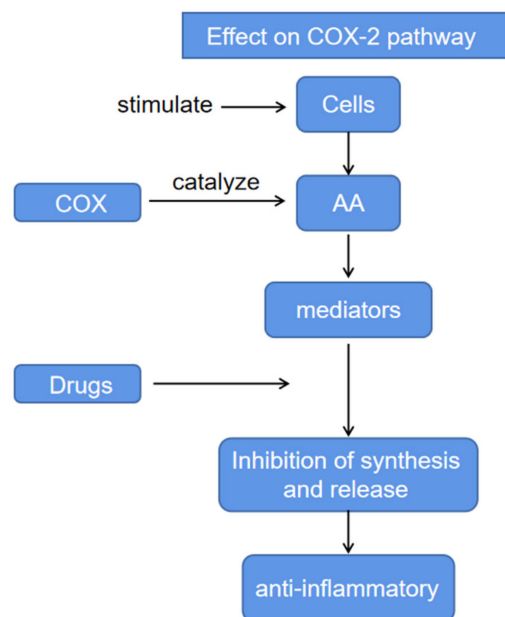 Effect on COX-2 pathway
stimulate
Cells
catalyze
COX
AA
mediators
Drugs
Inhibition of synthesis
and release
anti-inflammatory